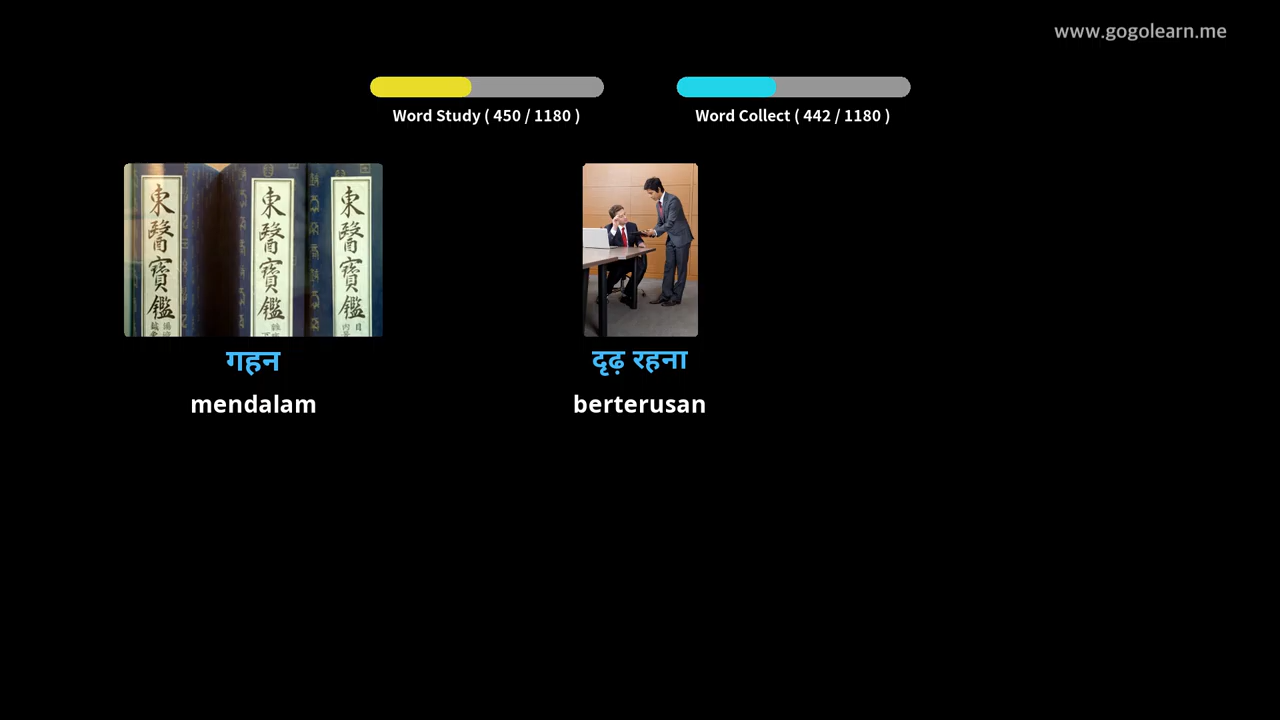 www.gogolearn.me
Word Study ( 450 / 1180 )
Word Collect ( 442 / 1180 )
東醫寶鑑
東醫寶鑑
東醫寶鑑
गहन
mendalam
दृढ़ रहना
berterusan